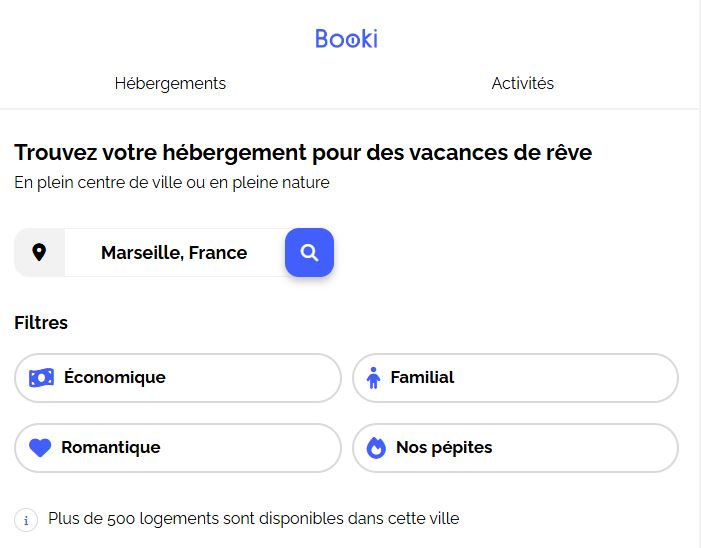 Booki
Hébergements
Activités
Trouvez votre hébergement pour des vacances de rêve
En plein centre de ville ou en pleine nature
Marseille, France
Filtres
Économique
Familial
Romantique
Nos pépites
i
Plus de 500 logements sont disponibles dans cette ville